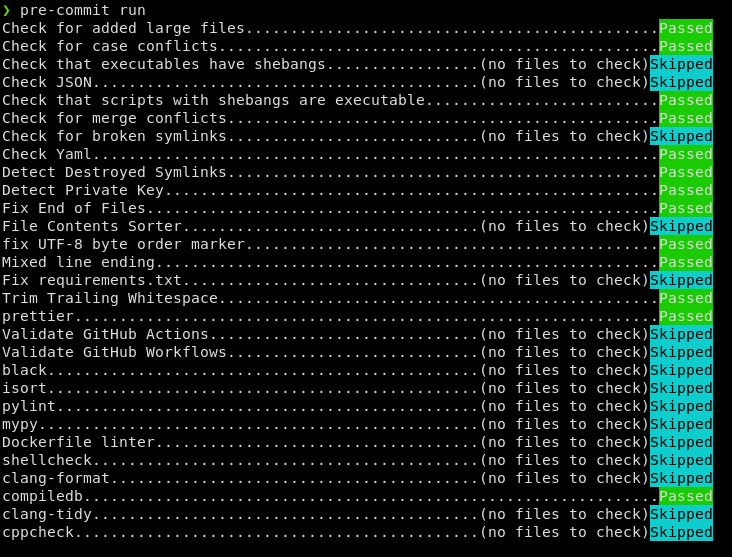 ❯ pre-commit run
Check for added large files..............................................Passed
Check for case conflicts.................................................Passed
Check that executables have shebangs.................(no files to check)Skipped
Check JSON...........................................(no files to check)Skipped
Check that scripts with shebangs are executable..........................Passed
Check for merge conflicts................................................Passed
Check for broken symlinks............................(no files to check)Skipped
Check Yaml...............................................................Passed
Detect Destroyed Symlinks................................................Passed
Detect Private Key.......................................................Passed
Fix End of Files.........................................................Passed
File Contents Sorter.................................(no files to check)Skipped
fix UTF-8 byte order marker..............................................Passed
Mixed line ending........................................................Passed
Fix requirements.txt.................................(no files to check)Skipped
Trim Trailing Whitespace.................................................Passed
prettier.................................................................Passed
Validate GitHub Actions..............................(no files to check)Skipped
Validate GitHub Workflows............................(no files to check)Skipped
black................................................(no files to check)Skipped
isort................................................(no files to check)Skipped
pylint...............................................(no files to check)Skipped
mypy.................................................(no files to check)Skipped
Dockerfile linter....................................(no files to check)Skipped
shellcheck...........................................(no files to check)Skipped
clang-format.........................................(no files to check)Skipped
compiledb................................................................Passed
clang-tidy...........................................(no files to check)Skipped
cppcheck.............................................(no files to check)Skipped